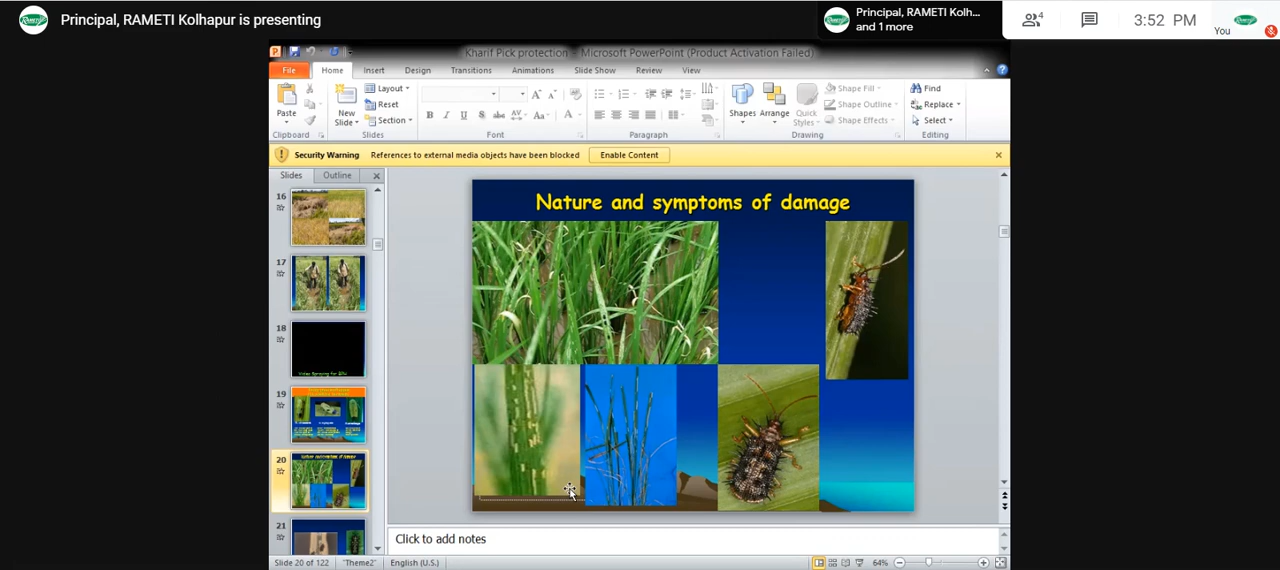 Principal, RAMETI Kolhapur is presenting
Principal, RAMETI Kolh...
and 1 more
4
3:52 PM
You
Kharif Pick protection - Microsoft PowerPoint (Product Activation Failed)
File Home Insert Design Transitions Animations Slide Show Review View
Paste
New
Slide
Layout
Reset
Section
Shapes
Arrange
Quick
Styles
Shape Fill
Shape Outline
Shape Effects
Find
Replace
Select
Clipboard Slides Font Paragraph Drawing Editing
Security Warning References to external media objects have been blocked Enable Content
Slides Outline
16
17
18
19
20
21
Nature and symptoms of damage
Click to add notes
Slide 20 of 122 "Theme2" English (U.S.) 64%